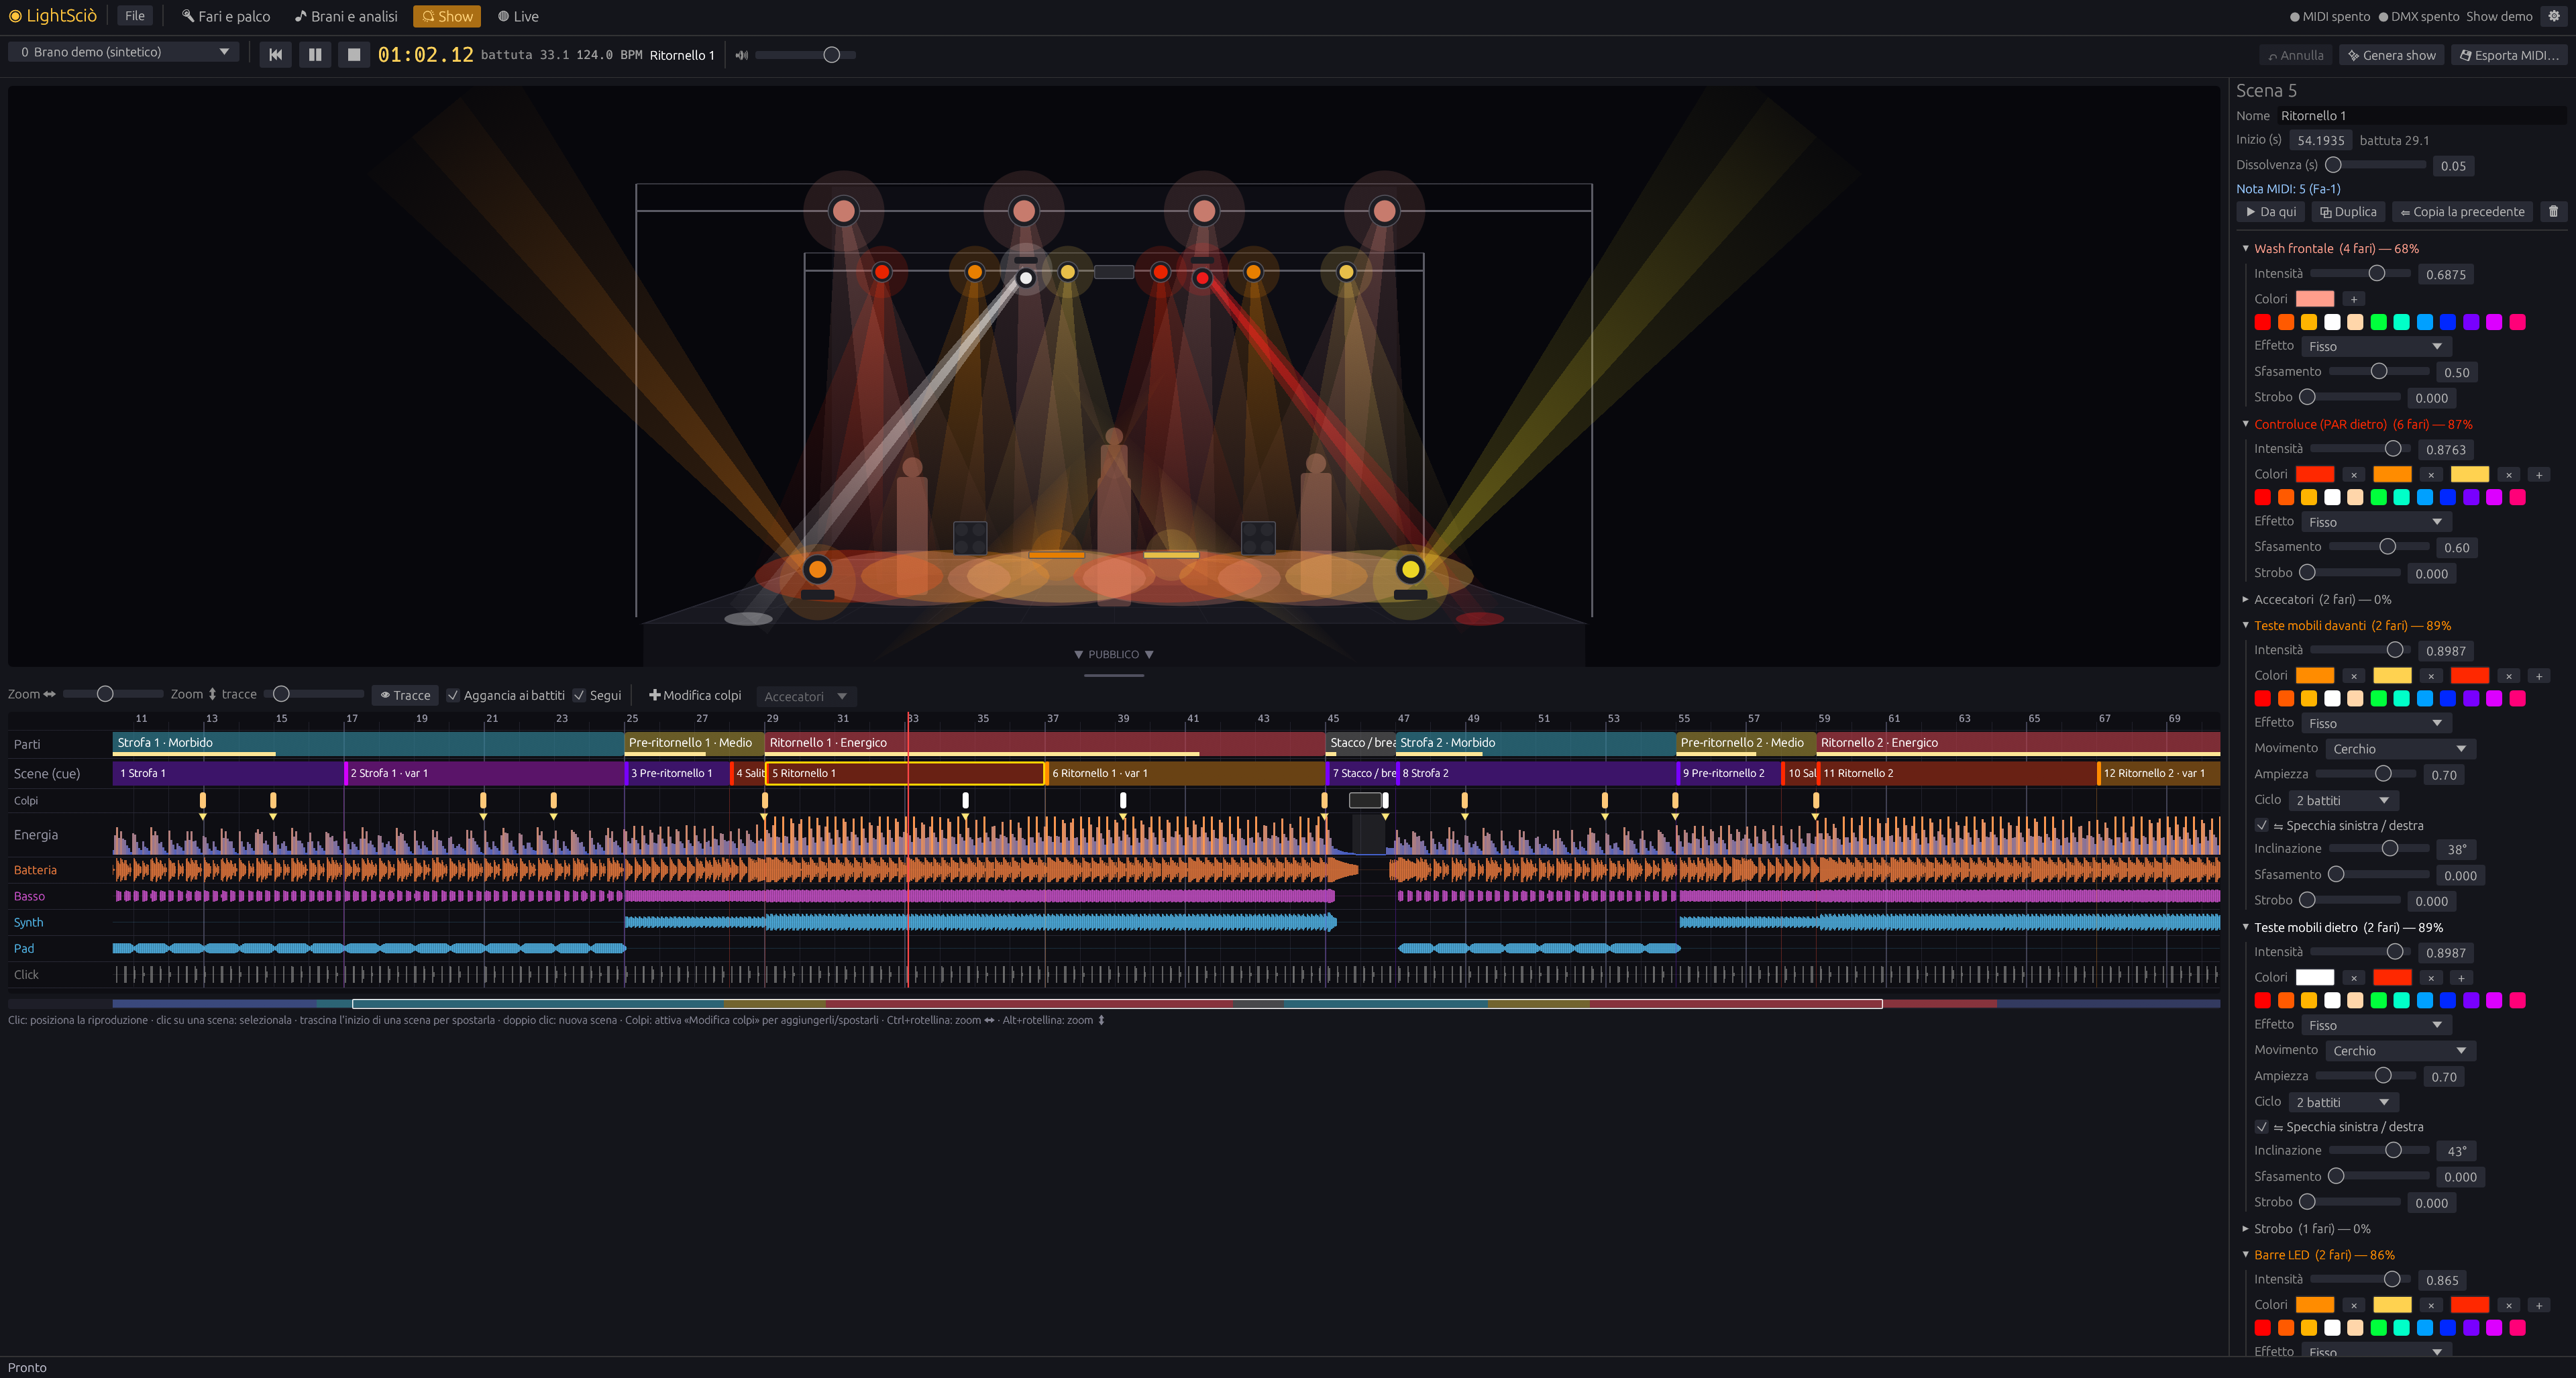 LightSciò File Fari e palco Brani e analisi Show Live MIDI spento DMX spento Show demo
0 Brano demo (sintetico) 01:02.12 battuta 33.1 124.0 BPM Ritornello 1 Annulla Genera show Esporta MIDI...
▼ PUBBLICO ▼
Zoom Zoom tracce Tracce Aggancia ai battiti Segui Modifica colpi Accecatori
11 13 15 17 19 21 23 25 27 29 31 33 35 37 39 41 43 45 47 49 51 53 55 57 59 61 63 65 67 69
Parti Strofa 1 · Morbido Pre-ritornello 1 · Medio Ritornello 1 · Energico Stacco / brea Strofa 2 · Morbido Pre-ritornello 2 · Medio Ritornello 2 · Energico
Scene (cue) 1 Strofa 1 2 Strofa 1 · var 1 3 Pre-ritornello 1 4 Salit 5 Ritornello 1 6 Ritornello 1 · var 1 7 Stacco / bre 8 Strofa 2 9 Pre-ritornello 2 10 Sal 11 Ritornello 2 12 Ritornello 2 · var 1
Colpi
Energia
Batteria
Basso
Synth
Pad
Click
Clic: posiziona la riproduzione · clic su una scena: selezionala · trascina l'inizio di una scena per spostarla · doppio clic: nuova scena · Colpi: attiva «Modifica colpi» per aggiungerli/spostarli · Ctrl+rotellina: zoom ⬌ · Alt+rotellina: zoom ⬍
Scena 5
Nome Ritornello 1
Inizio (s) 54.1935 battuta 29.1
Dissolvenza (s) 0.05
Nota MIDI: 5 (Fa-1)
Da qui Duplica Copia la precedente
Wash frontale (4 fari) — 68%
Intensità 0.6875
Colori +
Effetto Fisso
Sfasamento 0.50
Strobo 0.000
Controluce (PAR dietro) (6 fari) — 87%
Intensità 0.8763
Colori × × × +
Effetto Fisso
Sfasamento 0.60
Strobo 0.000
Accecatori (2 fari) — 0%
Teste mobili davanti (2 fari) — 89%
Intensità 0.8987
Colori × × × +
Effetto Fisso
Movimento Cerchio
Ampiezza 0.70
Ciclo 2 battiti
Specchia sinistra / destra
Inclinazione 38°
Sfasamento 0.000
Strobo 0.000
Teste mobili dietro (2 fari) — 89%
Intensità 0.8987
Colori × × +
Effetto Fisso
Movimento Cerchio
Ampiezza 0.70
Ciclo 2 battiti
Specchia sinistra / destra
Inclinazione 43°
Sfasamento 0.000
Strobo 0.000
Strobo (1 fari) — 0%
Barre LED (2 fari) — 86%
Intensità 0.865
Colori × × × +
Effetto Fisso
Pronto